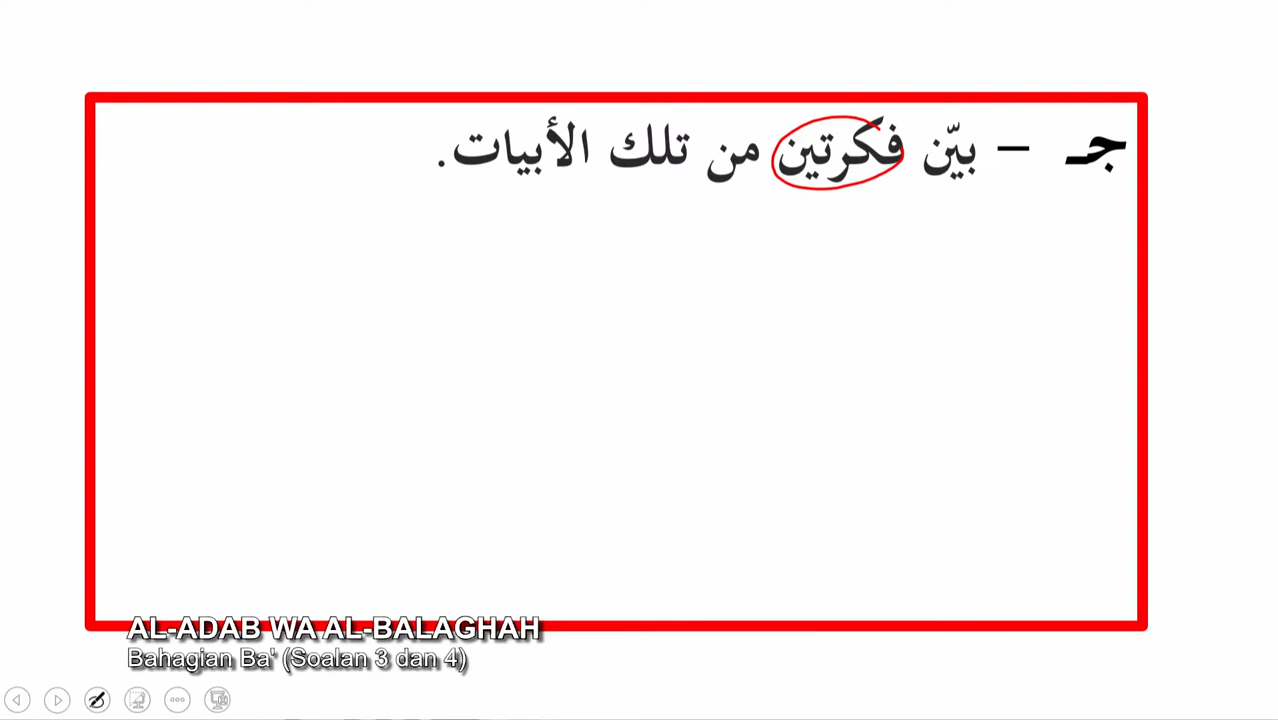 جـ – بيّن فكرتين من تلك الأبيات.
AL-ADAB WA AL-BALAGHAH
Bahagian Ba' (Soalan 3 dan 4)